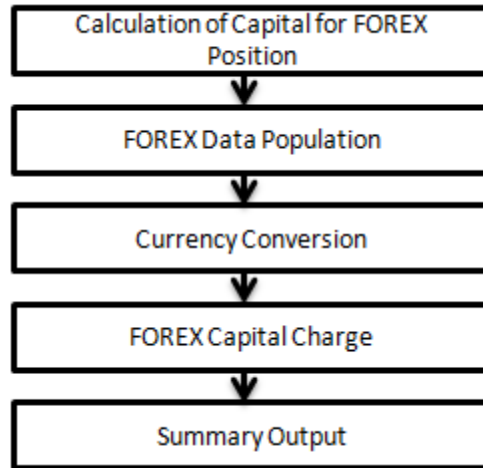 Calculation of Capital for FOREX
Position
FOREX Data Population
Currency Conversion
FOREX Capital Charge
Summary Output